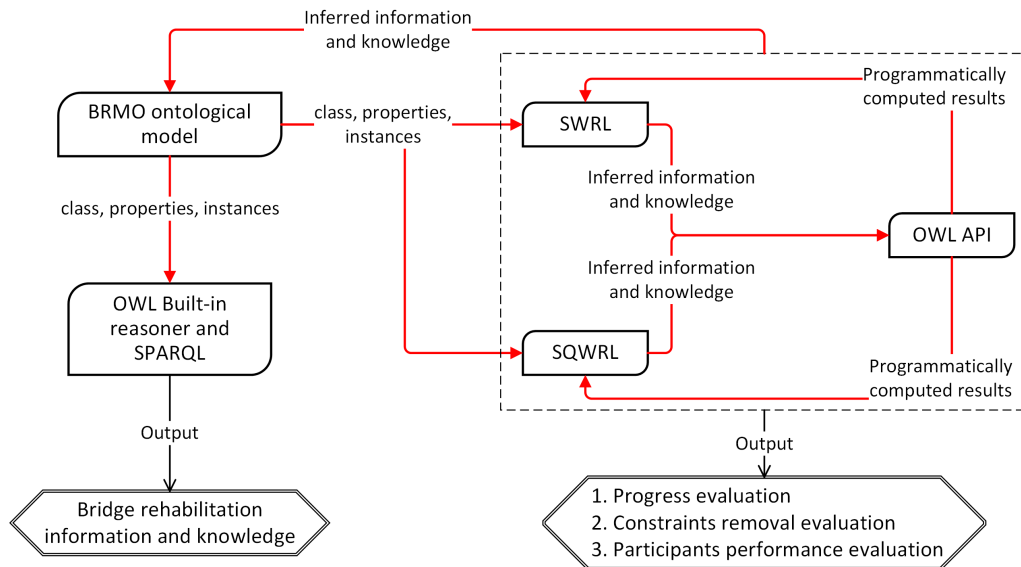 Inferred information
and knowledge
Programmatically
computed results
BRMO ontological
model
class, properties,
instances
SWRL
Inferred information
and knowledge
class, properties, instances
OWL API
Inferred information
and knowledge
OWL Built-in
reasoner and
SPARQL
SQWRL
Programmatically
computed results
Output
Output
Bridge rehabilitation
information and knowledge
1. Progress evaluation
2. Constraints removal evaluation
3. Participants performance evaluation